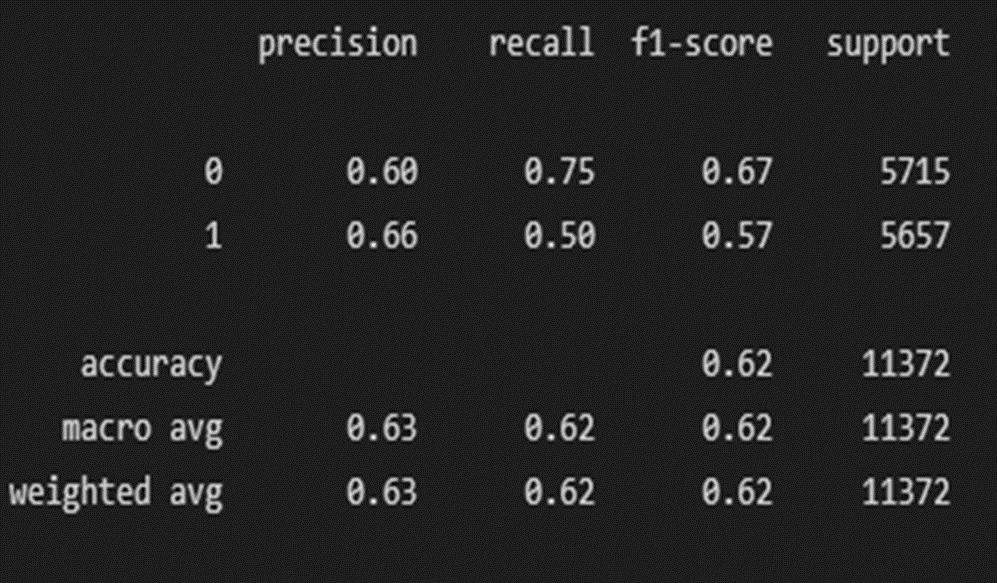 precision recall f1-score support
0 0.60 0.75 0.67 5715
1 0.66 0.50 0.57 5657
accuracy 0.62 11372
macro avg 0.63 0.62 0.62 11372
weighted avg 0.63 0.62 0.62 11372